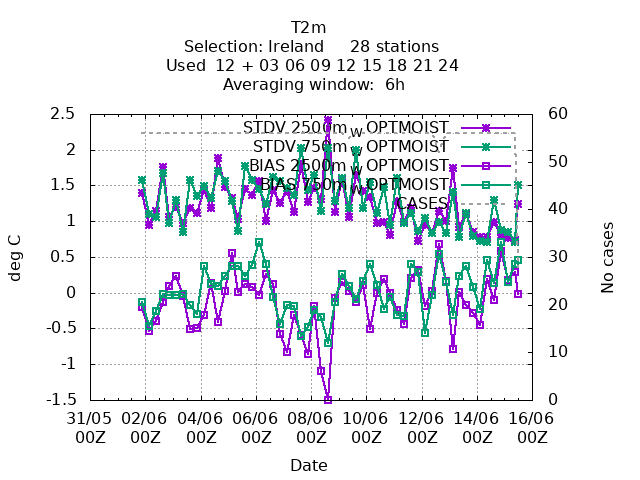 T2m
Selection: Ireland 28 stations
Used 12 + 03 06 09 12 15 18 21 24
Averaging window: 6h
2.5
2
1.5
1
0.5
0
-0.5
-1
-1.5
deg C
STDV 2500m_W OPTMOIST
STDV 750m_W OPTMOIST
BIAS 2500m_W OPTMOIST
BIAS 750m_W OPTMOIST
CASES
60
50
40
30
20
10
0
No cases
31/05 02/06 04/06 06/06 08/06 10/06 12/06 14/06 16/06
00Z 00Z 00Z 00Z 00Z 00Z 00Z 00Z 00Z
Date